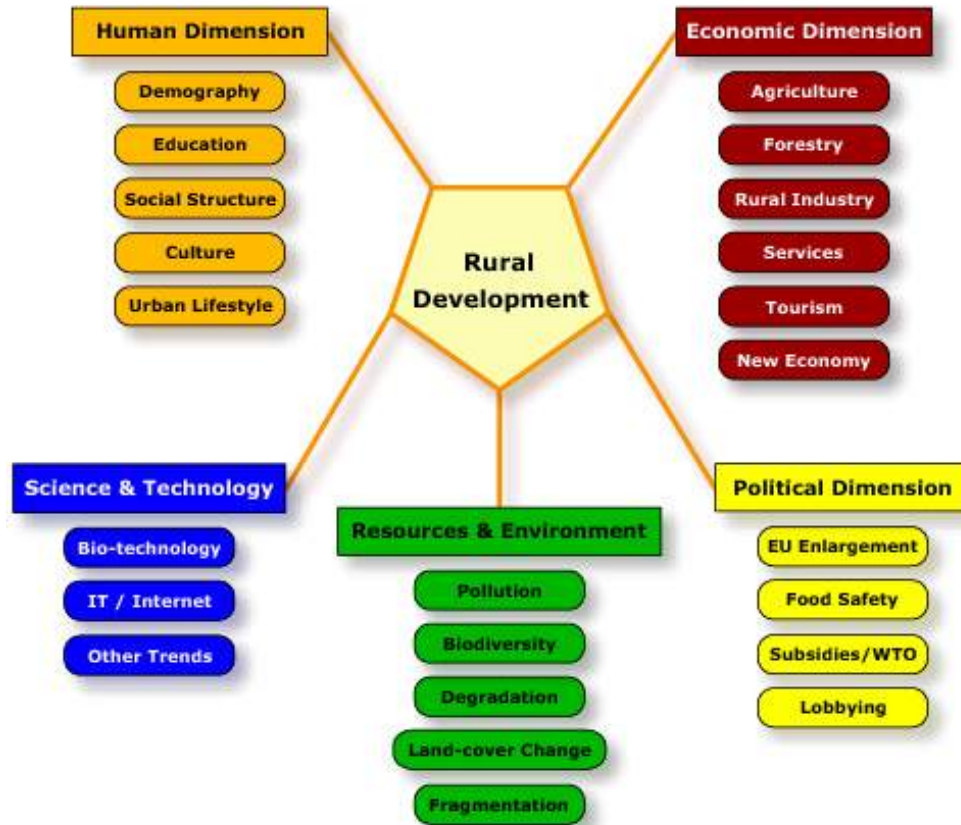 Human Dimension
Demography
Education
Social Structure
Culture
Urban Lifestyle
Economic Dimension
Agriculture
Forestry
Rural Industry
Services
Tourism
New Economy
Rural
Development
Science & Technology
Bio-technology
IT / Internet
Other Trends
Resources & Environment
Pollution
Biodiversity
Degradation
Land-cover Change
Fragmentation
Political Dimension
EU Enlargement
Food Safety
Subsidies/WTO
Lobbying